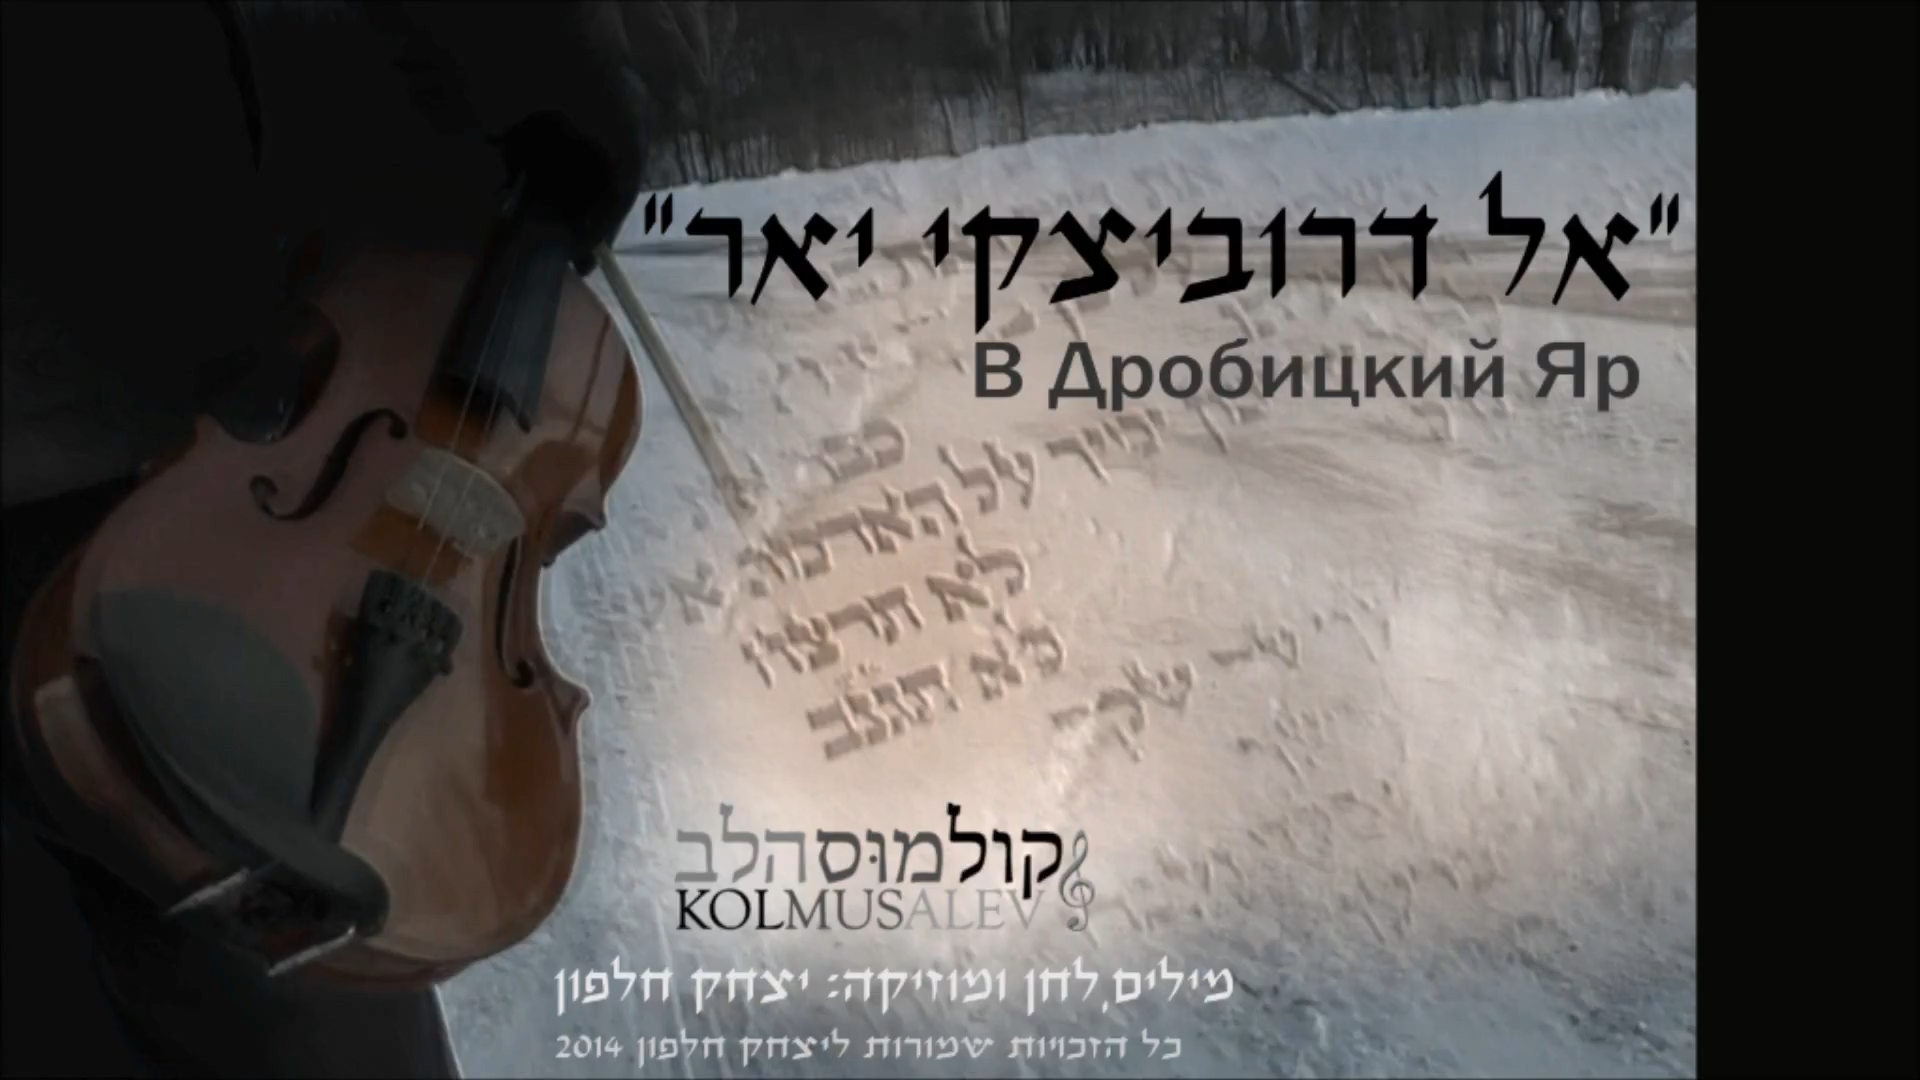 "אל דרוביצקי יאר"
В Дробицкий Яр
על האדמה
לא תרצח
לא תגנב
שקר
קולמוסהלב
KOLMUSALEV
מילים,לחן ומוזיקה: יצחק חלפון
כל הזכויות שמורות ליצחק חלפון 2014